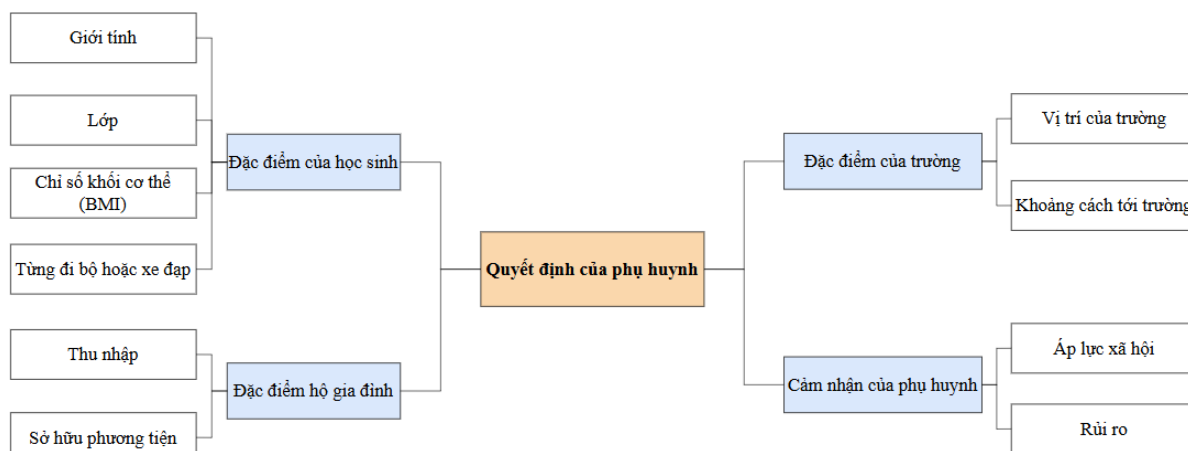 Giới tính
Lớp
Chỉ số khối cơ thể
(BMI)
Từng đi bộ hoặc xe đạp
Đặc điểm của học sinh
Thu nhập
Sở hữu phương tiện
Đặc điểm hộ gia đình
Quyết định của phụ huynh
Đặc điểm của trường
Vị trí của trường
Khoảng cách tới trường
Cảm nhận của phụ huynh
Áp lực xã hội
Rủi ro